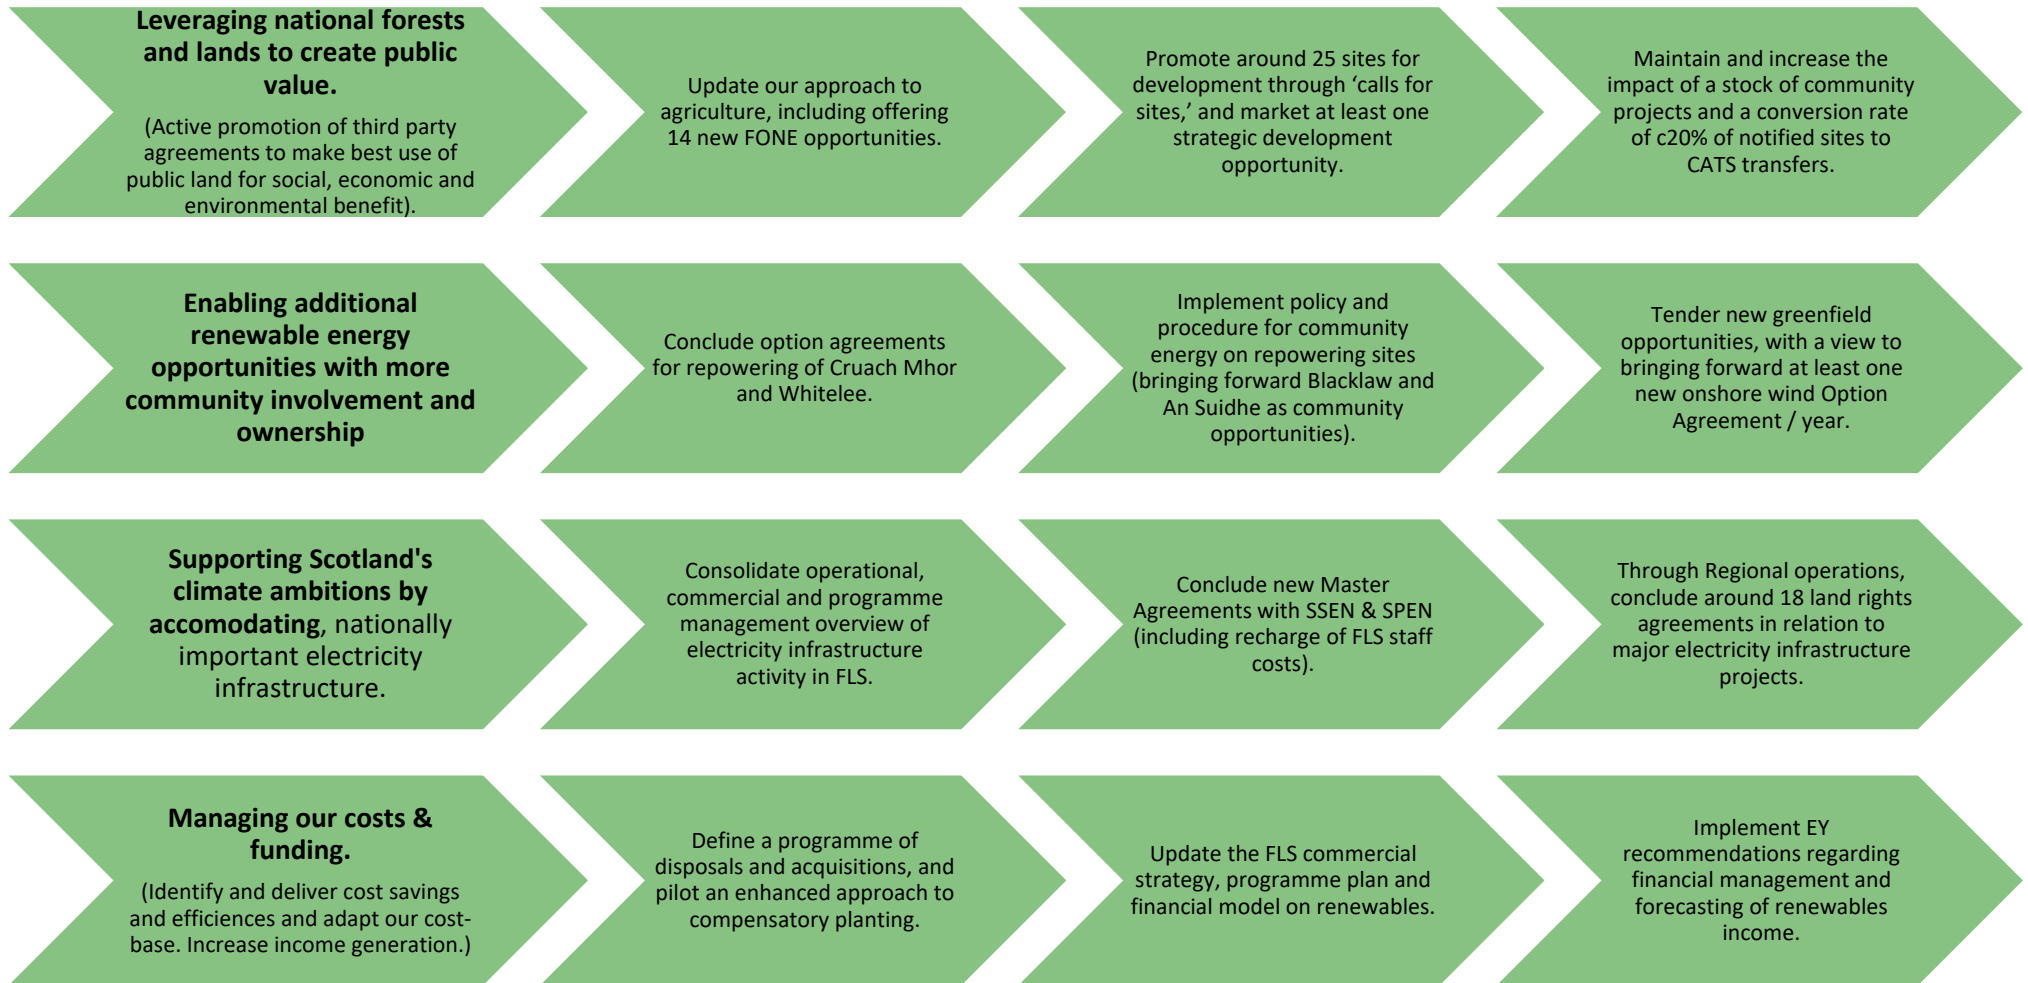 Leveraging national forests
and lands to create public
value.
(Active promotion of third party
agreements to make best use of
public land for social, economic and
environmental benefit).
Update our approach to
agriculture, including offering
14 new FONE opportunities.
Promote around 25 sites for
development through ‘calls for
sites,’ and market at least one
strategic development
opportunity.
Maintain and increase the
impact of a stock of community
projects and a conversion rate
of c20% of notified sites to
CATS transfers.
Enabling additional
renewable energy
opportunities with more
community involvement and
ownership
Conclude option agreements
for repowering of Cruach Mhor
and Whitelee.
Implement policy and
procedure for community
energy on repowering sites
(bringing forward Blacklaw and
An Suidhe as community
opportunities).
Tender new greenfield
opportunities, with a view to
bringing forward at least one
new onshore wind Option
Agreement / year.
Supporting Scotland's
climate ambitions by
accomodating, nationally
important electricity
infrastructure.
Consolidate operational,
commercial and programme
management overview of
electricity infrastructure
activity in FLS.
Conclude new Master
Agreements with SSEN & SPEN
(including recharge of FLS staff
costs).
Through Regional operations,
conclude around 18 land rights
agreements in relation to
major electricity infrastructure
projects.
Managing our costs &
funding.
(Identify and deliver cost savings
and efficiences and adapt our cost-
base. Increase income generation.)
Define a programme of
disposals and acquisitions, and
pilot an enhanced approach to
compensatory planting.
Update the FLS commercial
strategy, programme plan and
financial model on renewables.
Implement EY
recommendations regarding
financial management and
forecasting of renewables
income.